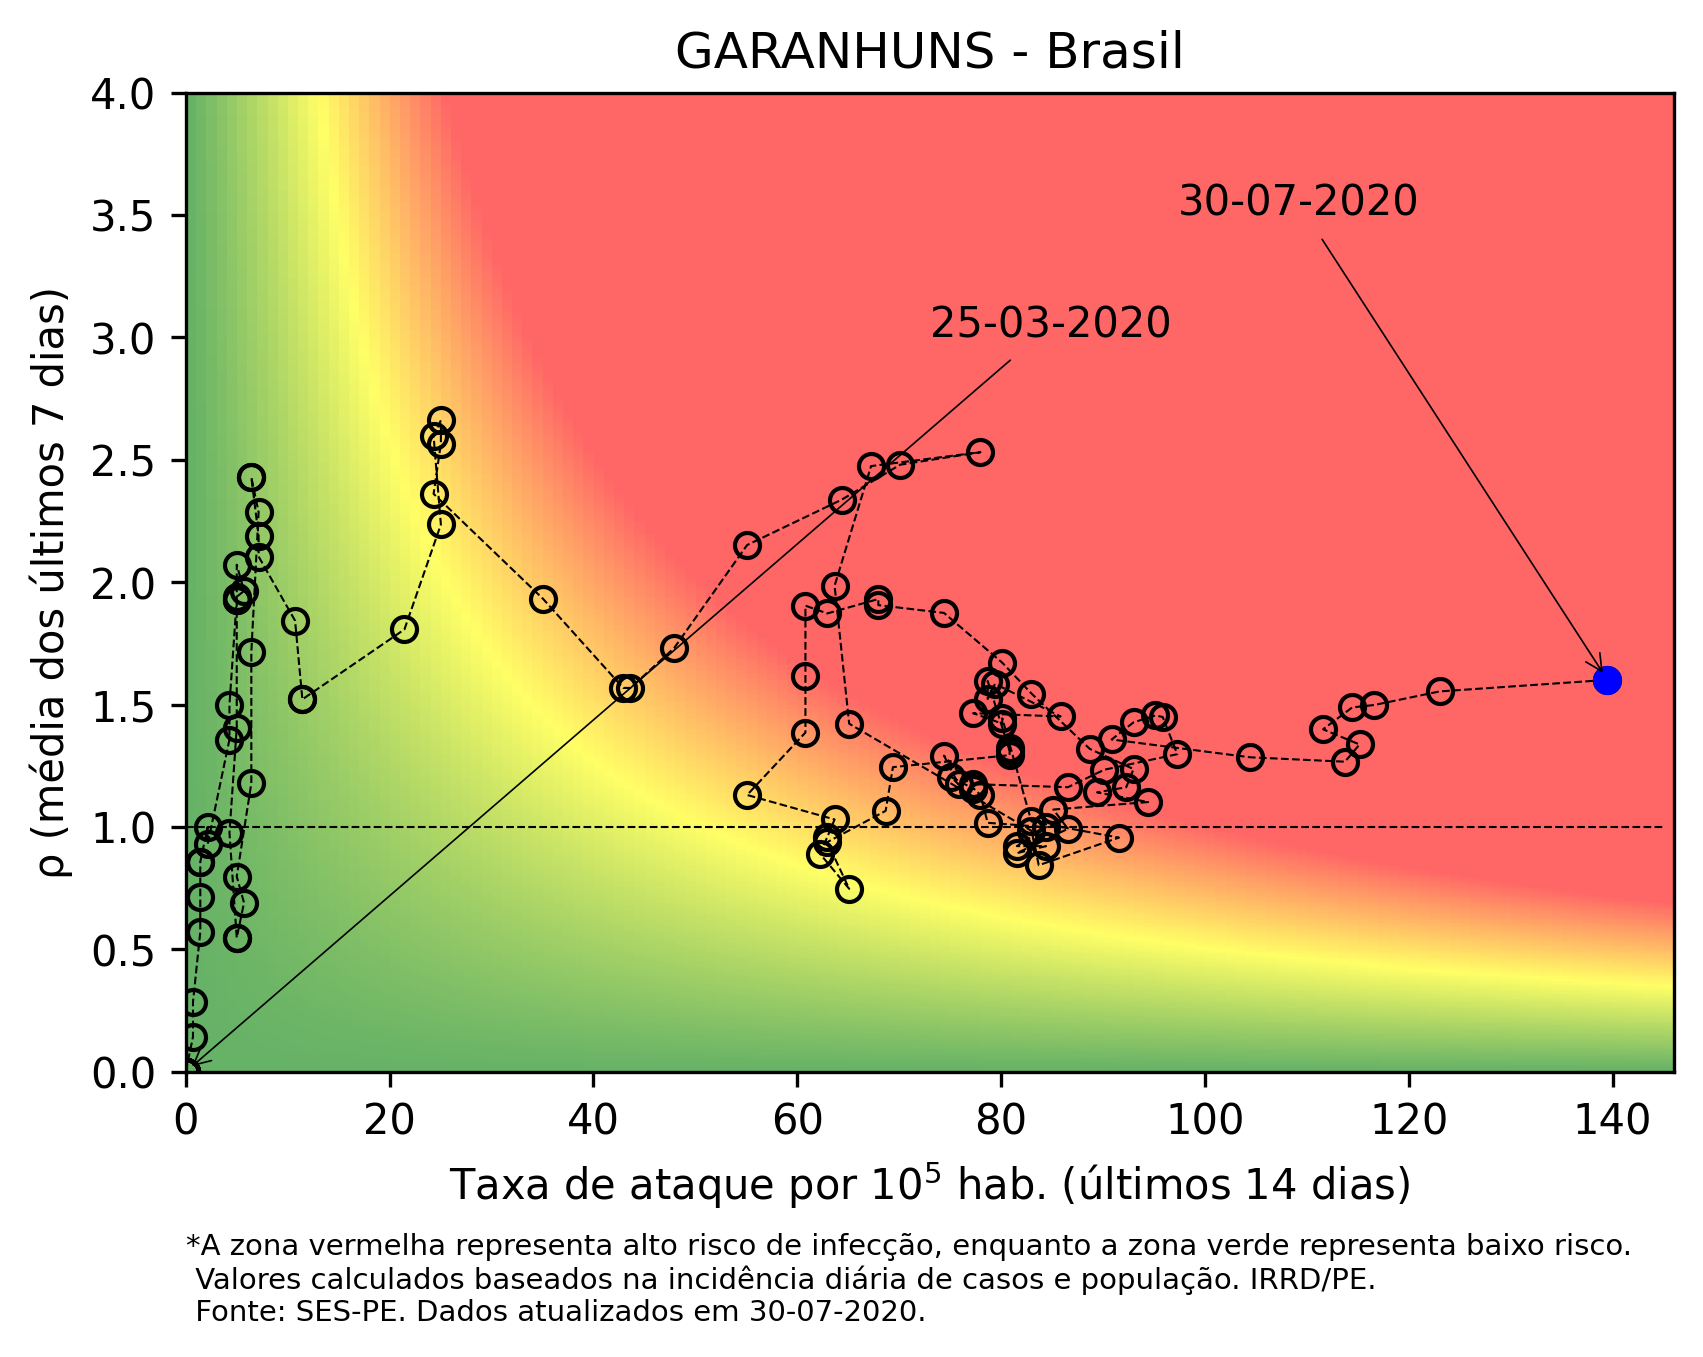 GARANHUNS - Brasil
4.0
3.5
3.0
2.5
2.0
1.5
1.0
0.5
0.0
ρ (média dos últimos 7 dias)
30-07-2020
25-03-2020
0 20 40 60 80 100 120 140
Taxa de ataque por 10⁵ hab. (últimos 14 dias)
*A zona vermelha representa alto risco de infecção, enquanto a zona verde representa baixo risco.
Valores calculados baseados na incidência diária de casos e população. IRRD/PE.
Fonte: SES-PE. Dados atualizados em 30-07-2020.